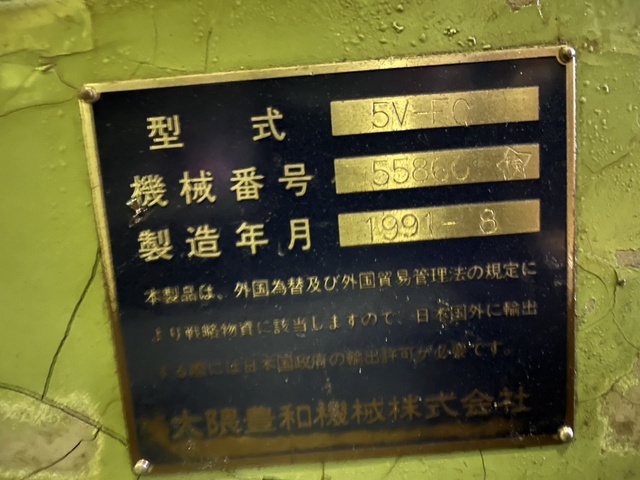 型 式 5V-FC
機械番号 5586C
製造年月 1991-8
本製品は、外国為替及び外国貿易管理法の規定に
より戦略物資に該当しますので、日本国外に輸出
する際には日本国政府の輸出許可が必要です。
大隈豊和機械株式会社